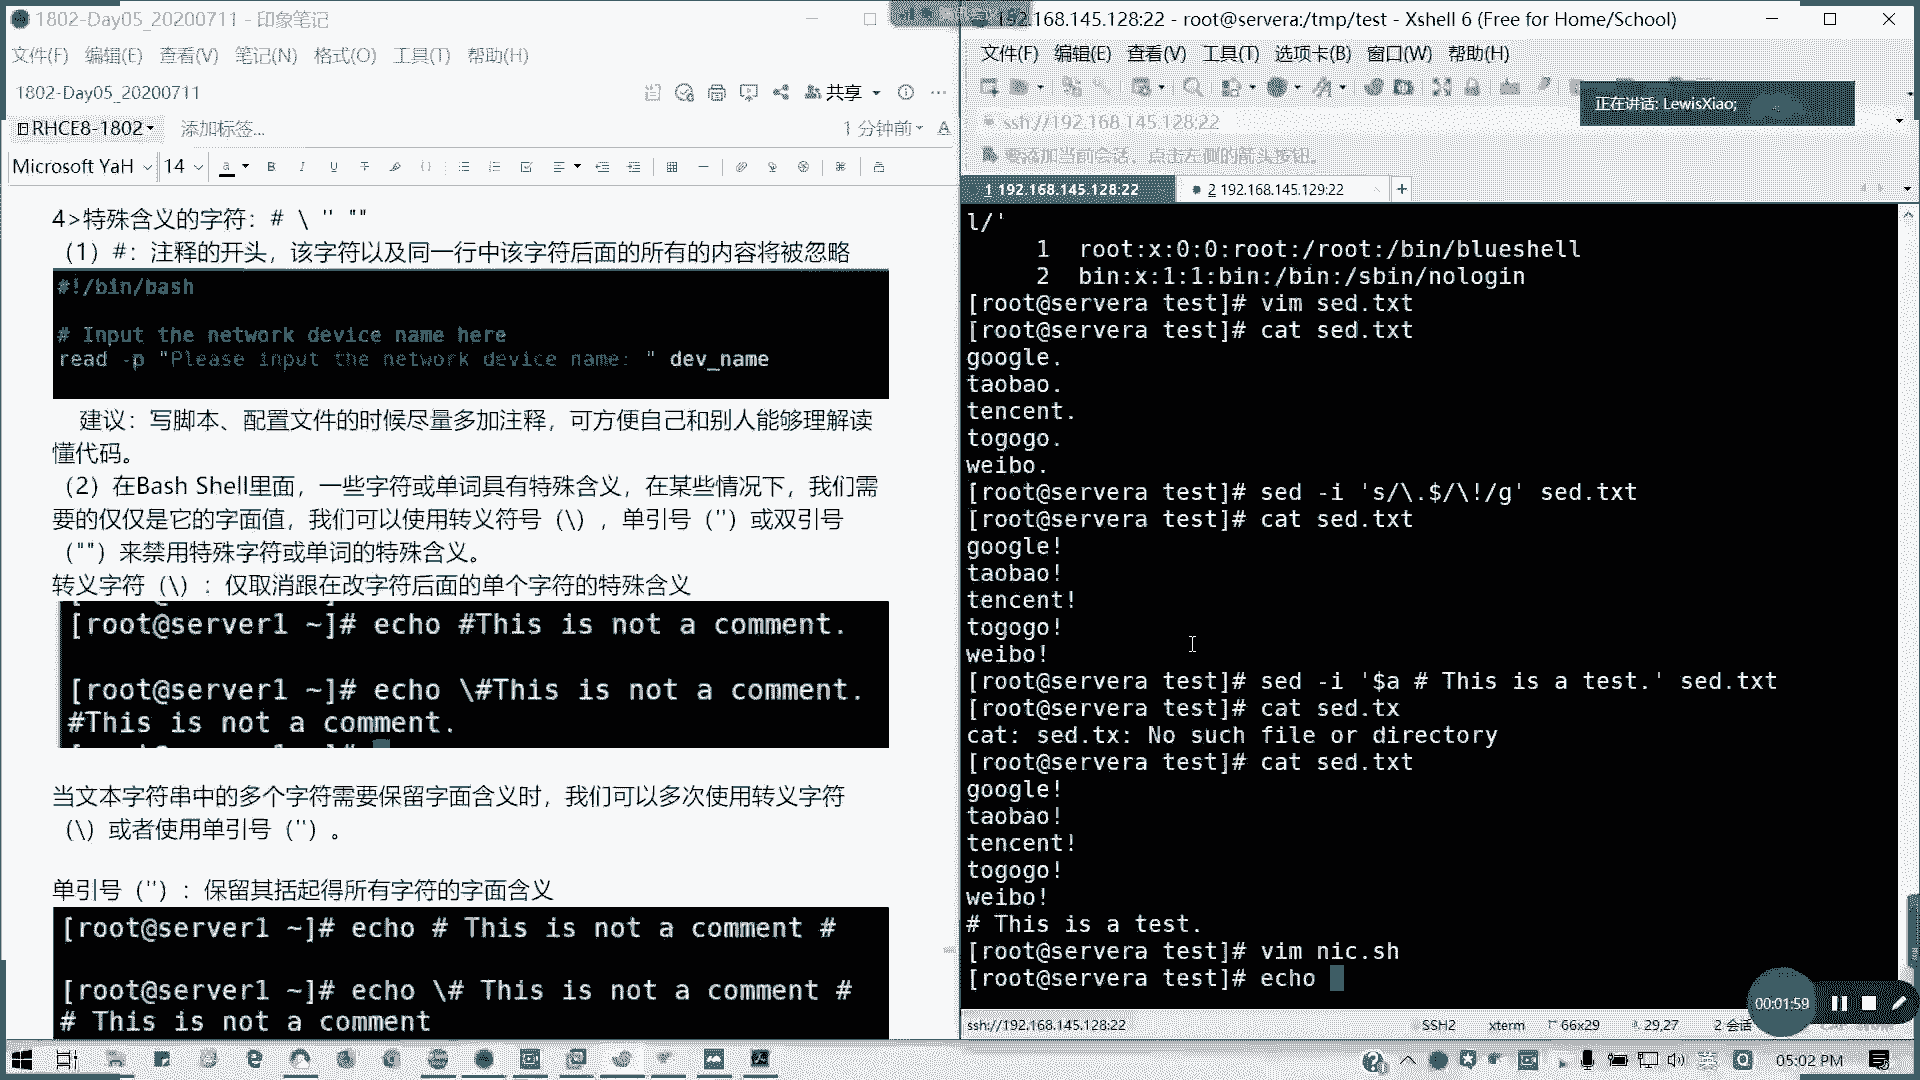 1802-Day05_20200711 - 印象笔记
文件(F) 编辑(E) 查看(V) 笔记(N) 格式(O) 工具(T) 帮助(H)
1802-Day05_20200711
共享
RHCE8-1802 添加标签...
1 分钟前
Microsoft YaH 14
4>特殊含义的字符：# \ '' ""
（1）#：注释的开头，该字符以及同一行中该字符后面的所有的内容将被忽略
#!/bin/bash
# Input the network device name here
read -p "Please input the network device name: " dev_name
建议：写脚本、配置文件的时候尽量多加注释，可方便自己和别人能够理解读
懂代码。
（2）在Bash Shell里面，一些字符或单词具有特殊含义，在某些情况下，我们需
要的仅仅是它的字面值，我们可以使用转义符号（\），单引号（''）或双引号
（""）来禁用特殊字符或单词的特殊含义。
转义字符（\）：仅取消跟在改字符后面的单个字符的特殊含义
[root@server1 ~]# echo #This is not a comment.
[root@server1 ~]# echo \#This is not a comment.
#This is not a comment.
当文本字符串中的多个字符需要保留字面含义时，我们可以多次使用转义字符
（\）或者使用单引号（''）。
单引号（''）：保留其括起得所有字符的字面含义
[root@server1 ~]# echo # This is not a comment #
[root@server1 ~]# echo \# This is not a comment #
# This is not a comment
192.168.145.128:22 - root@servera:/tmp/test - Xshell 6 (Free for Home/School)
文件(F) 编辑(E) 查看(V) 工具(T) 选项卡(B) 窗口(W) 帮助(H)
正在讲话: LewisXiao;
ssh://192.168.145.128:22
要添加当前会话，点击左侧的箭头按钮。
1 192.168.145.128:22 2 192.168.145.129:22 +
l/'
1 root:x:0:0:root:/root:/bin/blueshell
2 bin:x:1:1:bin:/bin:/sbin/nologin
[root@servera test]# vim sed.txt
[root@servera test]# cat sed.txt
google.
taobao.
tencent.
togogo.
weibo.
[root@servera test]# sed -i 's/\.$/\!/g' sed.txt
[root@servera test]# cat sed.txt
google!
taobao!
tencent!
togogo!
weibo!
[root@servera test]# sed -i '$a # This is a test.' sed.txt
[root@servera test]# cat sed.tx
cat: sed.tx: No such file or directory
[root@servera test]# cat sed.txt
google!
taobao!
tencent!
togogo!
weibo!
# This is a test.
[root@servera test]# vim nic.sh
[root@servera test]# echo
00:01:59
ssh://192.168.145.128:22 SSH2 xterm 66x29 29,27 2 会话
05:02 PM